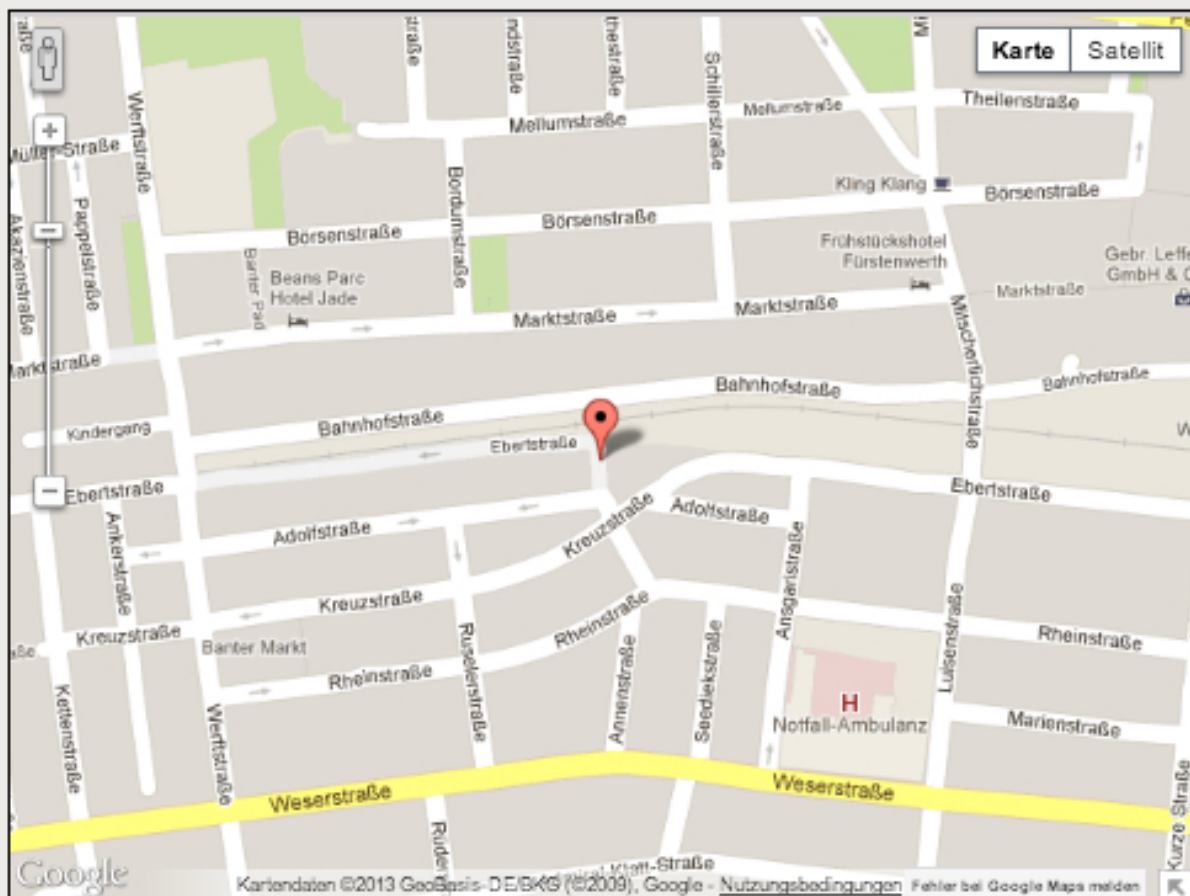 Karte
Satellit
Werftstraße
Schillerstraße
Mellumstraße
Mellumstraße
Theilenstraße
Pappelstraße
Akazienstraße
Bordumstraße
Kling Klang
Börsenstraße
Börsenstraße
Börsenstraße
Banter Pad
Beans Parc
Hotel Jade
Frühstückshotel
Fürstenwerth
Gebr. Leffe
GmbH & C
Marktstraße
Marktstraße
Marktstraße
Mitscherlichstraße
Bahnhofstraße
Bahnhofstraße
Bahnhofstraße
Kindergang
Ebertstraße
Ebertstraße
Ebertstraße
Ankerstraße
Adolfstraße
Adolfstraße
Kreuzstraße
Kreuzstraße
Kreuzstraße
Ansgaristraße
Banter Markt
Rheinstraße
Rheinstraße
Rheinstraße
Ruselerstraße
Annenstraße
Seediekstraße
Luisenstraße
H
Notfall-Ambulanz
Marienstraße
Kettenstraße
Werftstraße
Weserstraße
Weserstraße
Kurze Straße
Google
Kartendaten ©2013 GeoBasis-DE/BKG (©2009), Google - Nutzungsbedingungen
Fehler bei Google Maps melden